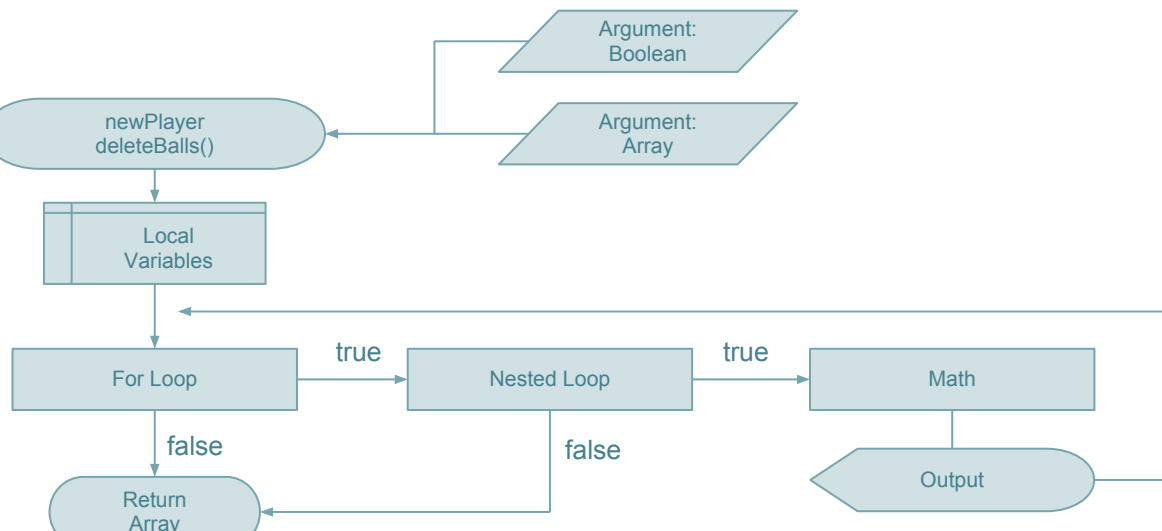 Argument:
Boolean
newPlayer
deleteBalls()
Argument:
Array
Local
Variables
For Loop
true
Nested Loop
true
Math
false
false
Output
Return
Array